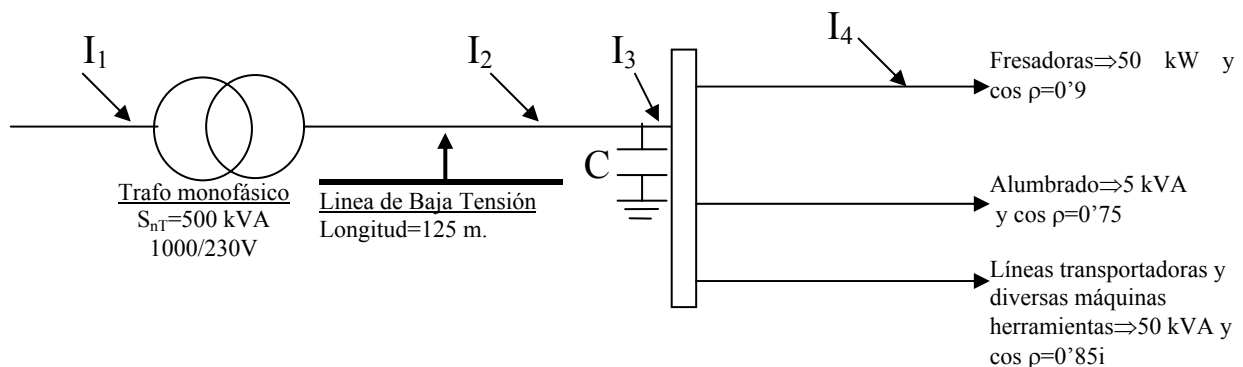 I₁
I₂
I₃
I₄
Fresadoras⇒50 kW y
cos ρ=0'9
C
Trafo monofásico
SₙT=500 kVA
1000/230V
Linea de Baja Tensión
Longitud=125 m.
Alumbrado⇒5 kVA
y cos ρ=0'75
Líneas transportadoras y
diversas máquinas
herramientas⇒50 kVA y
cos ρ=0'85i